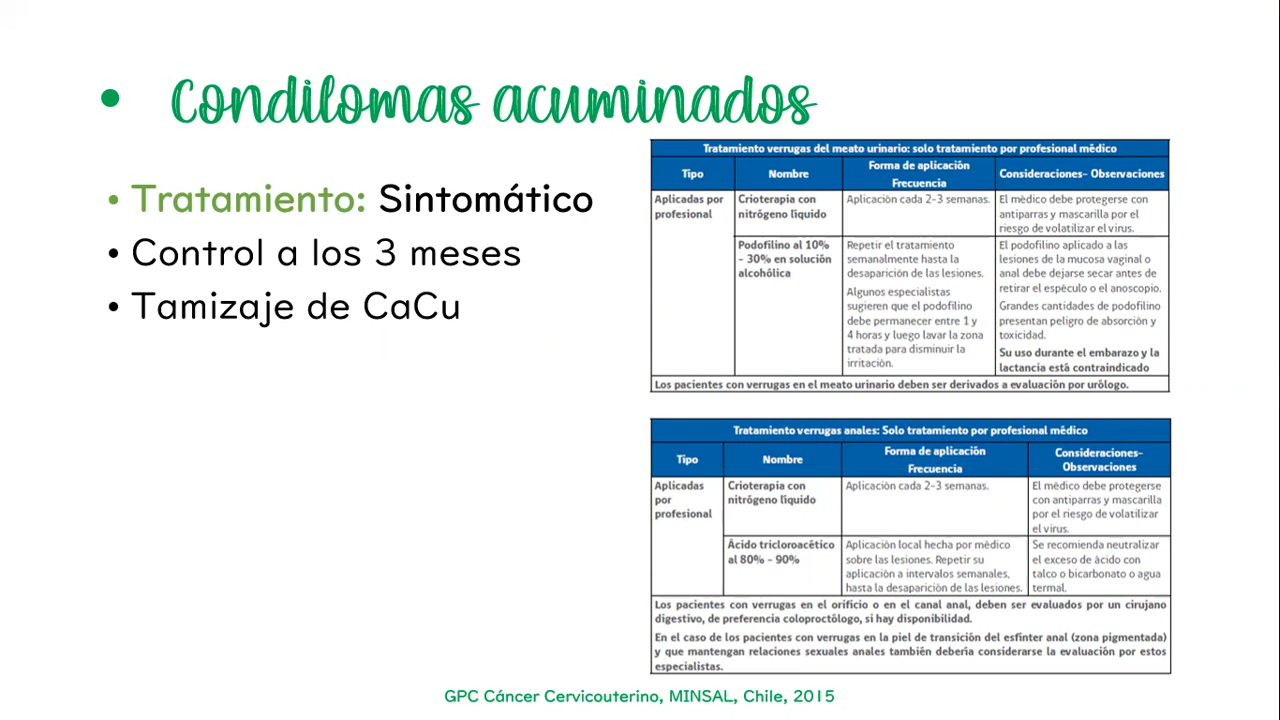 • Condilomas acuminados
• Tratamiento: Sintomático
• Control a los 3 meses
• Tamizaje de CaCu
Tratamiento verrugas del meato urinario: solo tratamiento por profesional médico
Tipo
Nombre
Forma de aplicación
Frecuencia
Consideraciones- Observaciones
Aplicadas por
profesional
Crioterapia con
nitrógeno líquido
Aplicación cada 2-3 semanas.
El médico debe protegerse con
antiparras y mascarilla por el
riesgo de volatilizar el virus.
Podofilino al 10%
- 30% en solución
alcohólica
Repetir el tratamiento
semanalmente hasta la
desaparición de las lesiones.
Algunos especialistas
sugieren que el podofilino
debe permanecer entre 1 y
4 horas y luego lavar la zona
tratada para disminuir la
irritación.
El podofilino aplicado a las
lesiones de la mucosa vaginal o
anal debe dejarse secar antes de
retirar el espéculo o el anoscopio.
Grandes cantidades de podofilino
presentan peligro de absorción y
toxicidad.
Su uso durante el embarazo y la
lactancia está contraindicado
Los pacientes con verrugas en el meato urinario deben ser derivados a evaluación por urólogo.
Tratamiento verrugas anales: Solo tratamiento por profesional médico
Tipo
Nombre
Forma de aplicación
Frecuencia
Consideraciones-
Observaciones
Aplicadas
por
profesional
Crioterapia con
nitrógeno líquido
Aplicación cada 2-3 semanas.
El médico debe protegerse
con antiparras y mascarilla
por el riesgo de volatilizar
el virus.
Ácido tricloroacético
al 80% - 90%
Aplicación local hecha por médico
sobre las lesiones. Repetir su
aplicación a intervalos semanales,
hasta la desaparición de las lesiones.
Se recomienda neutralizar
el exceso de ácido con
talco o bicarbonato o agua
termal.
Los pacientes con verrugas en el orificio o en el canal anal, deben ser evaluados por un cirujano
digestivo, de preferencia coloproctólogo, si hay disponibilidad.
En el caso de los pacientes con verrugas en la piel de transición del esfínter anal (zona pigmentada)
y que mantengan relaciones sexuales anales también debería considerarse la evaluación por estos
especialistas.
GPC Cáncer Cervicouterino, MINSAL, Chile, 2015